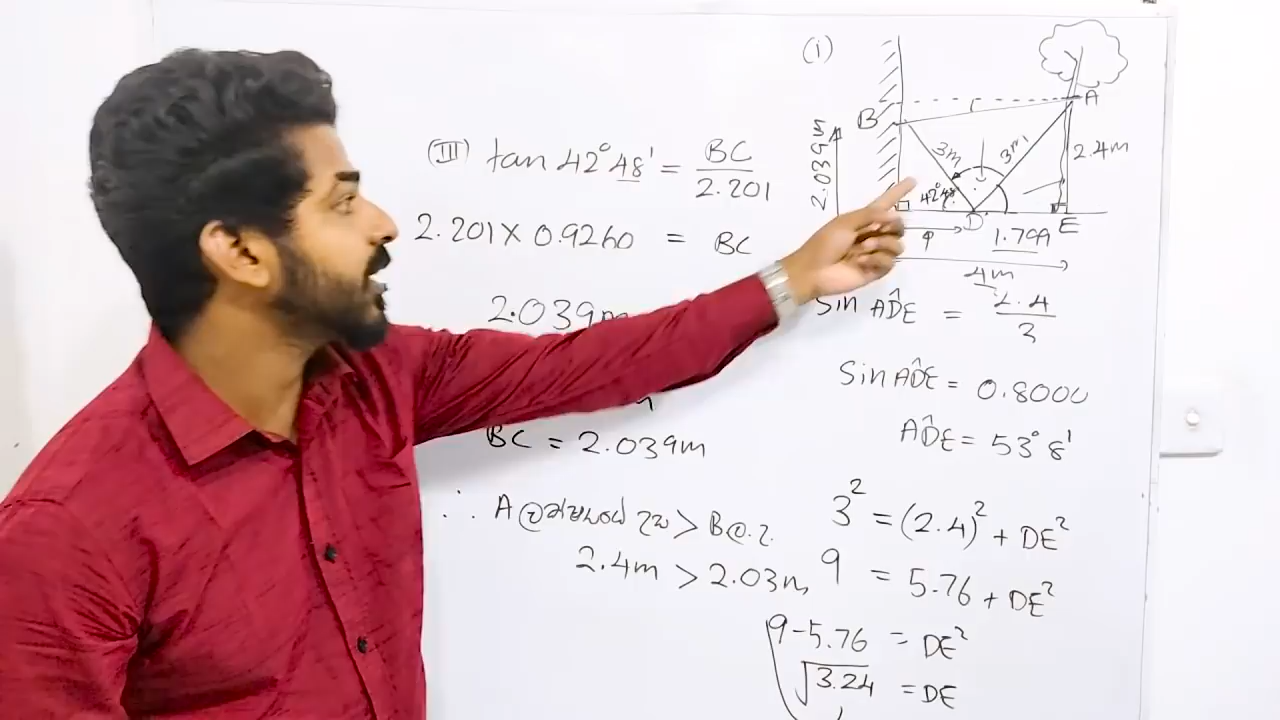 (III) tan 42°48' = BC / 2.201
2.201 × 0.9260 = BC
2.039m
BC = 2.039m
∴ A @ > B
2.4m > 2.03m
(i)
A
B
2.039m
3m
3m
2.4m
42°48'
D
E
1.799
4m
Sin AD̂E = 2.4 / 3
Sin AD̂E = 0.8000
AD̂E = 53°8'
3² = (2.4)² + DE²
9 = 5.76 + DE²
9 - 5.76 = DE²
√3.24 = DE